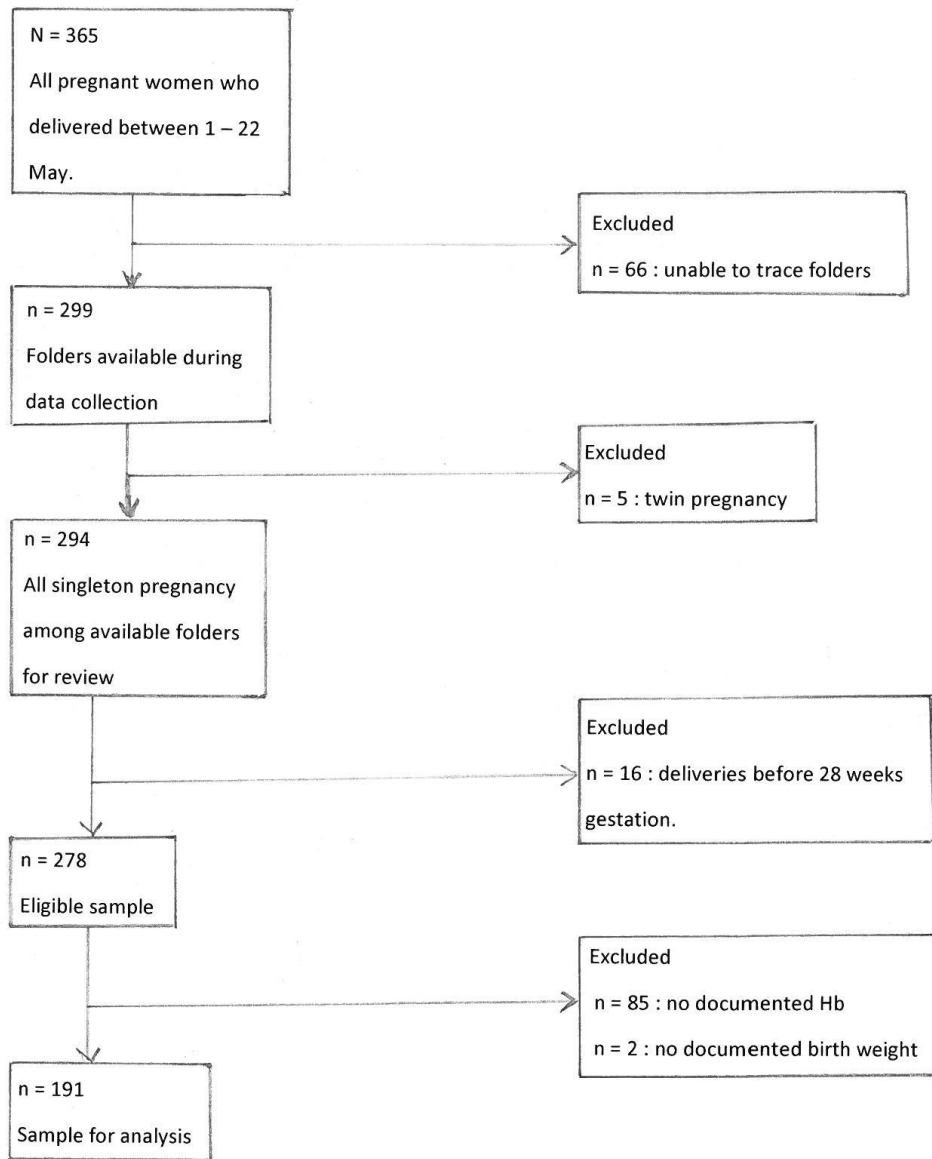 N = 365
All pregnant women who
delivered between 1 – 22
May.
Excluded
n = 66 : unable to trace folders
n = 299
Folders available during
data collection
Excluded
n = 5 : twin pregnancy
n = 294
All singleton pregnancy
among available folders
for review
Excluded
n = 16 : deliveries before 28 weeks
gestation.
n = 278
Eligible sample
Excluded
n = 85 : no documented Hb
n = 2 : no documented birth weight
n = 191
Sample for analysis